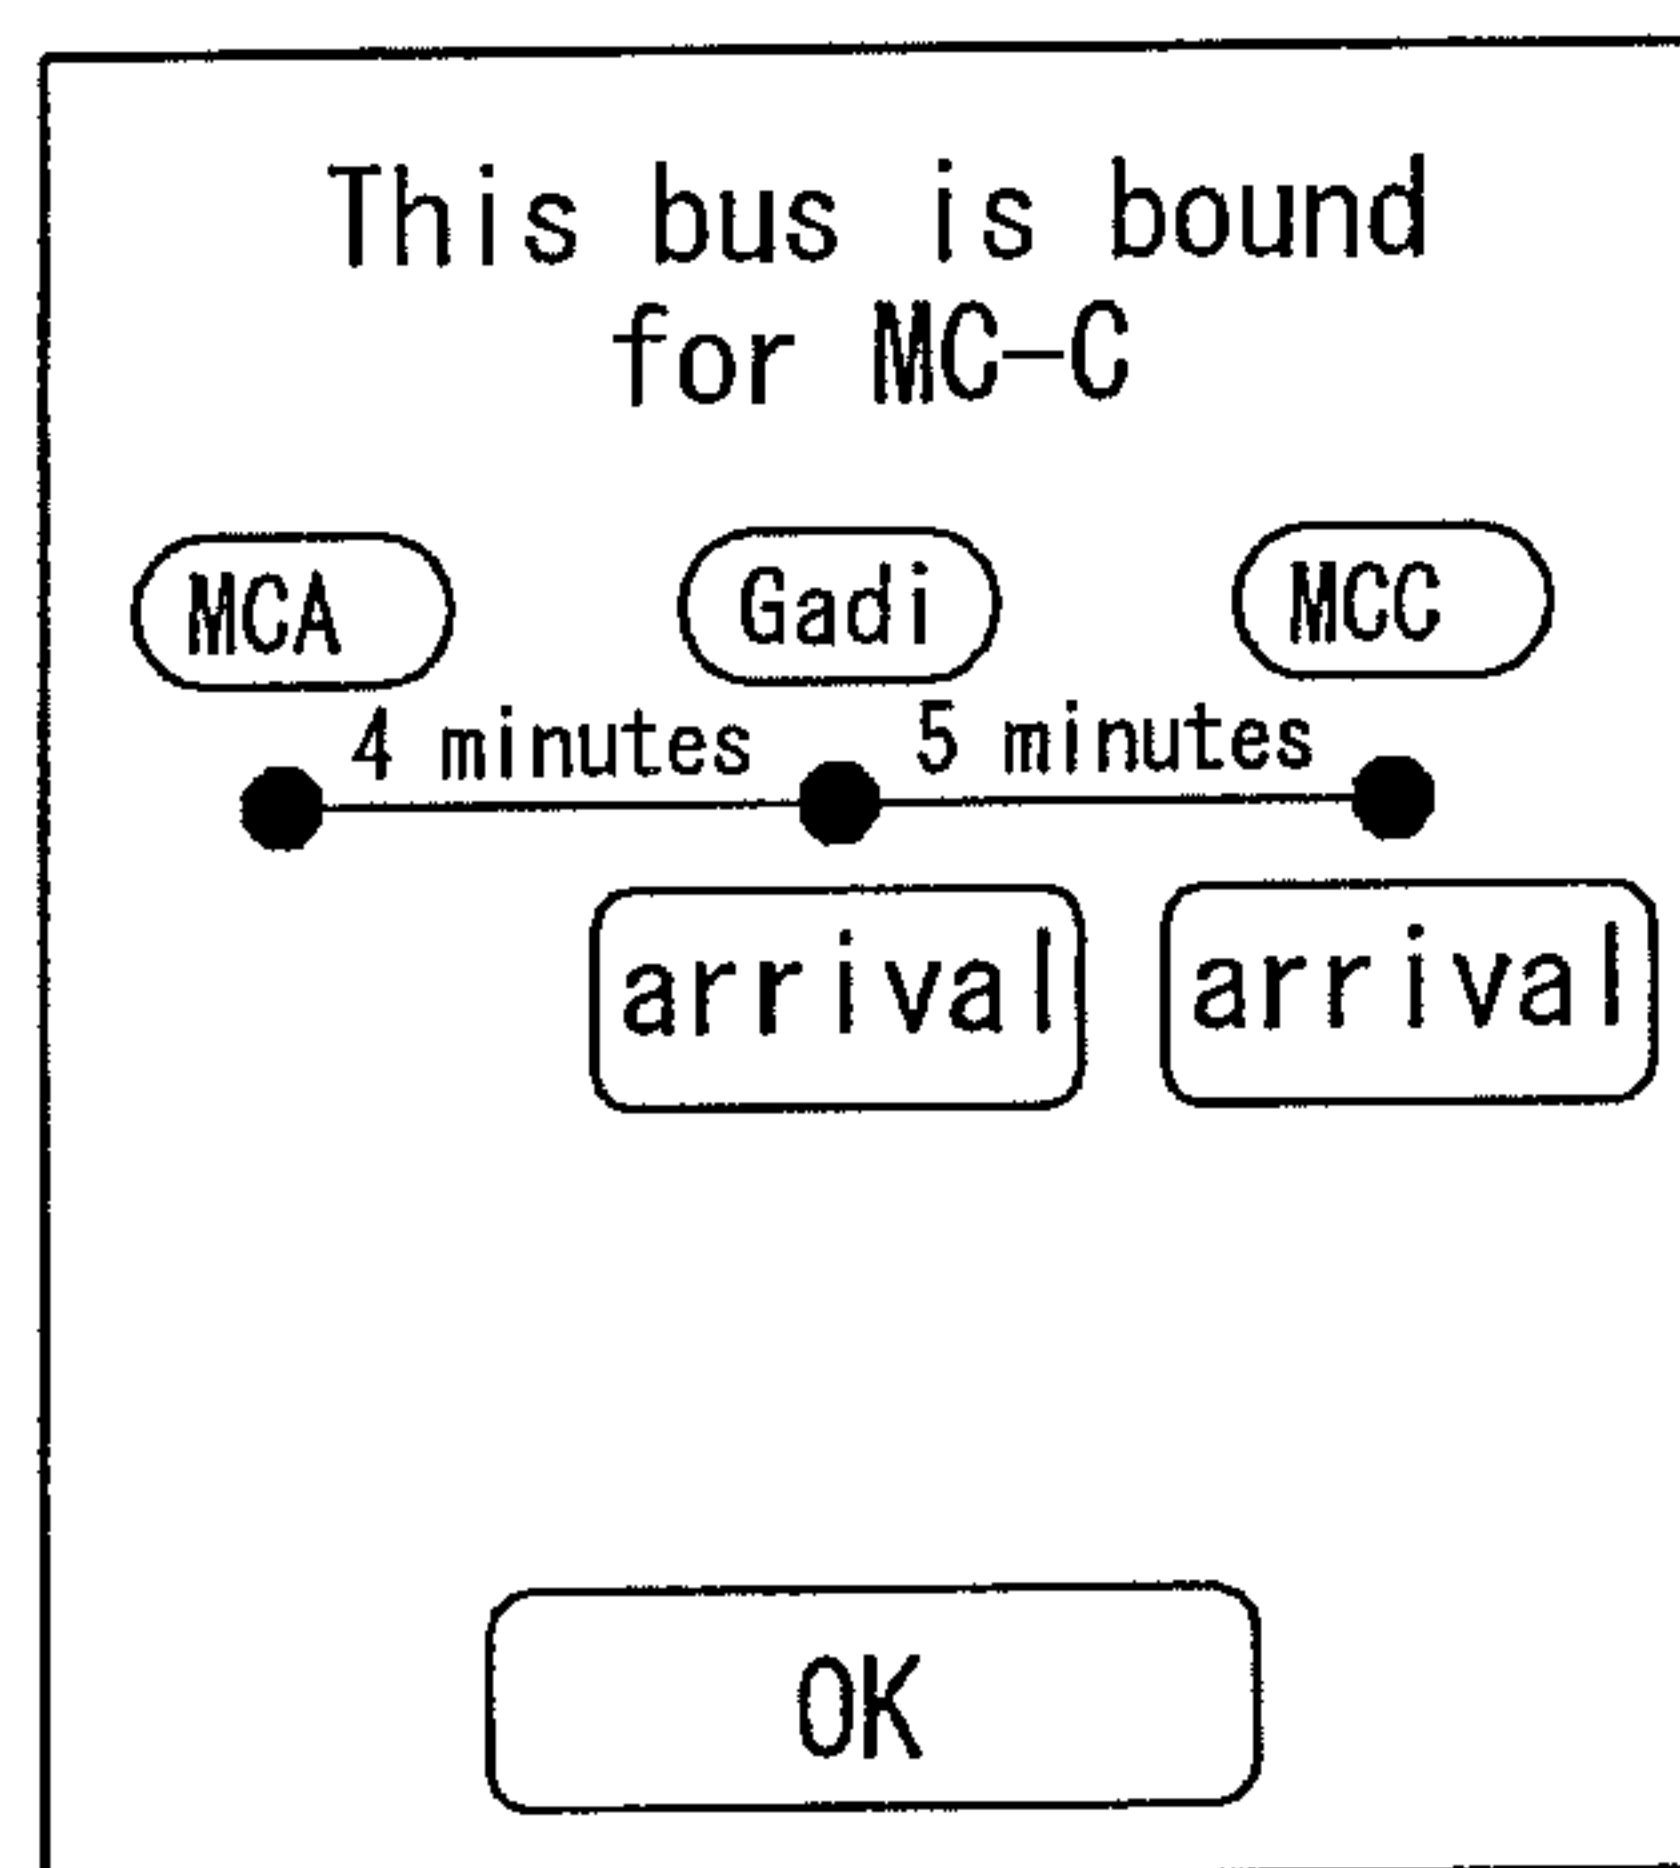 This bus is bound
for MC-C
MCA Gadi MCC
4 minutes 5 minutes
arrival arrival
OK